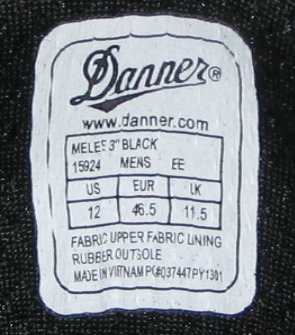 Danner®
www.danner.com
MELEE 3" BLACK
15924 MENS EE
US EUR UK
12 46.5 11.5
FABRIC UPPER FABRIC LINING
RUBBER OUTSOLE
MADE IN VIETNAM PO#037447PY1301